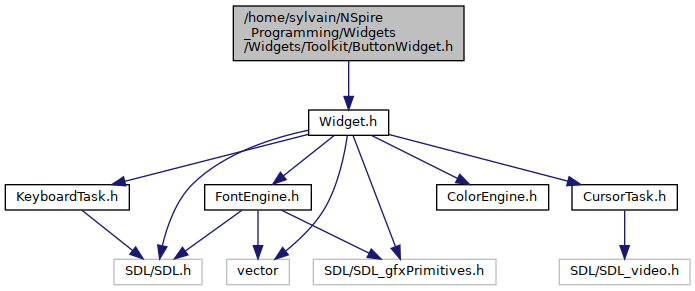 /home/sylvain/NSpire
_Programming/Widgets
/Widgets/Toolkit/ButtonWidget.h
Widget.h
KeyboardTask.h
FontEngine.h
ColorEngine.h
CursorTask.h
SDL/SDL.h
vector
SDL/SDL_gfxPrimitives.h
SDL/SDL_video.h